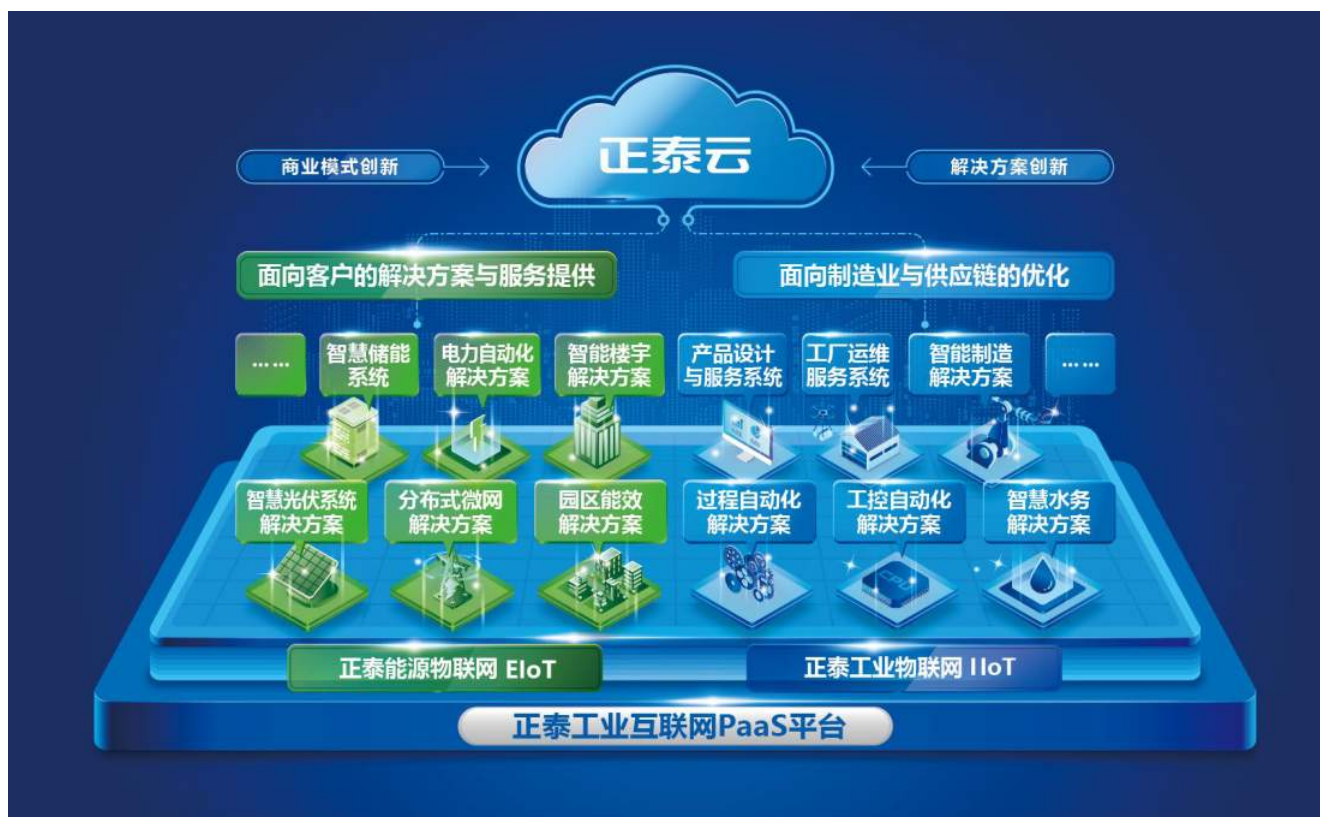 正泰云
商业模式创新
解决方案创新
面向客户的解决方案与服务提供
面向制造业与供应链的优化
……
智慧储能
系统
电力自动化
解决方案
智能楼宇
解决方案
产品设计
与服务系统
工厂运维
服务系统
智能制造
解决方案
……
智慧光伏系统
解决方案
分布式微网
解决方案
园区能效
解决方案
过程自动化
解决方案
工控自动化
解决方案
智慧水务
解决方案
CPU
正泰能源物联网 EIoT
正泰工业物联网 IIoT
正泰工业互联网PaaS平台